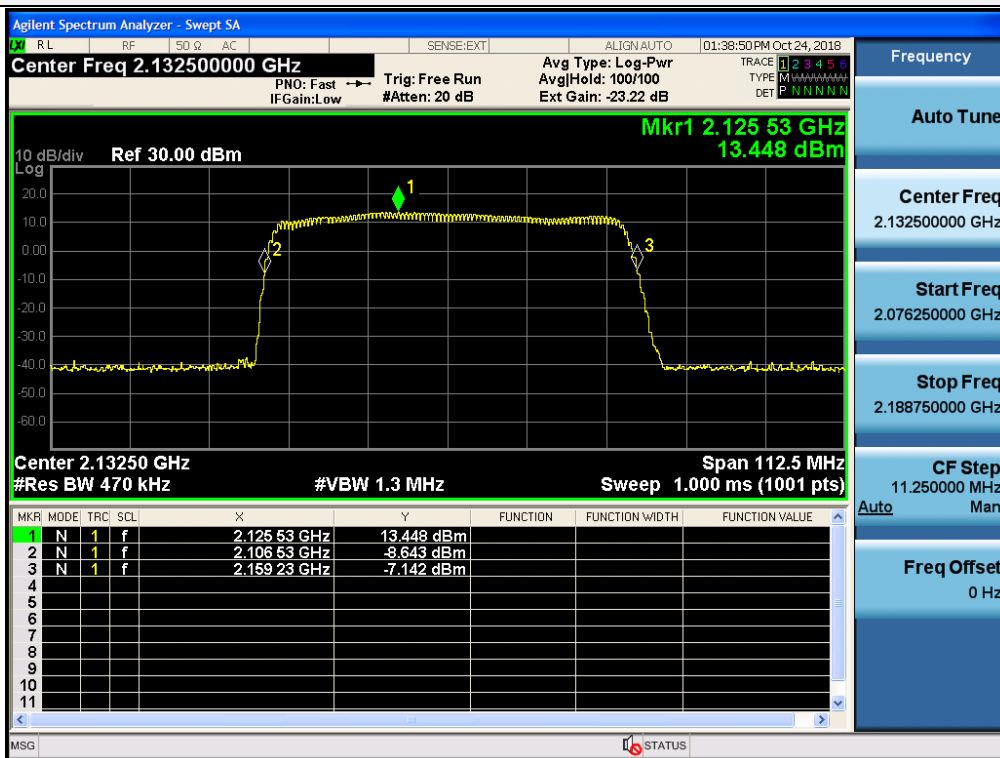 Agilent Spectrum Analyzer - Swept SA
LXI RL RF 50 Ω AC SENSE:EXT ALIGN AUTO 01:38:50 PM Oct 24, 2018
Center Freq 2.132500000 GHz
PNO: Fast
IFGain:Low
Trig: Free Run
#Atten: 20 dB
Avg Type: Log-Pwr
Avg|Hold: 100/100
Ext Gain: -23.22 dB
TRACE 1 2 3 4 5 6
TYPE M
DET P N N N N N
Mkr1 2.125 53 GHz
13.448 dBm
10 dB/div Ref 30.00 dBm
Log
20.0
10.0
0.00
-10.0
-20.0
-30.0
-40.0
-50.0
-60.0
1
2
3
Center 2.13250 GHz Span 112.5 MHz
#Res BW 470 kHz #VBW 1.3 MHz Sweep 1.000 ms (1001 pts)
MKR MODE TRC SCL X Y FUNCTION FUNCTION WIDTH FUNCTION VALUE
1 N 1 f 2.125 53 GHz 13.448 dBm
2 N 1 f 2.106 53 GHz -8.643 dBm
3 N 1 f 2.159 23 GHz -7.142 dBm
4
5
6
7
8
9
10
11
MSG STATUS
Frequency
Auto Tune
Center Freq
2.132500000 GHz
Start Freq
2.076250000 GHz
Stop Freq
2.188750000 GHz
CF Step
11.250000 MHz
Auto Man
Freq Offset
0 Hz